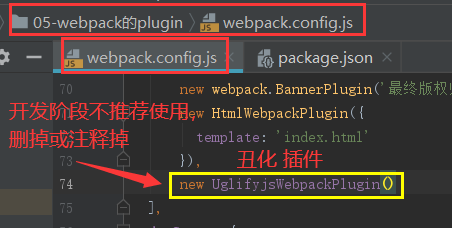 05-webpack的plugin
webpack.config.js
webpack.config.js
package.json
70
new webpack.BannerPlugin('最终版权
new HtmlWebpackPlugin({
template: 'index.html'
73
}),
74
new UglifyjsWebpackPlugin()
75
],
开发阶段不推荐使用
删掉或注释掉
丑化 插件